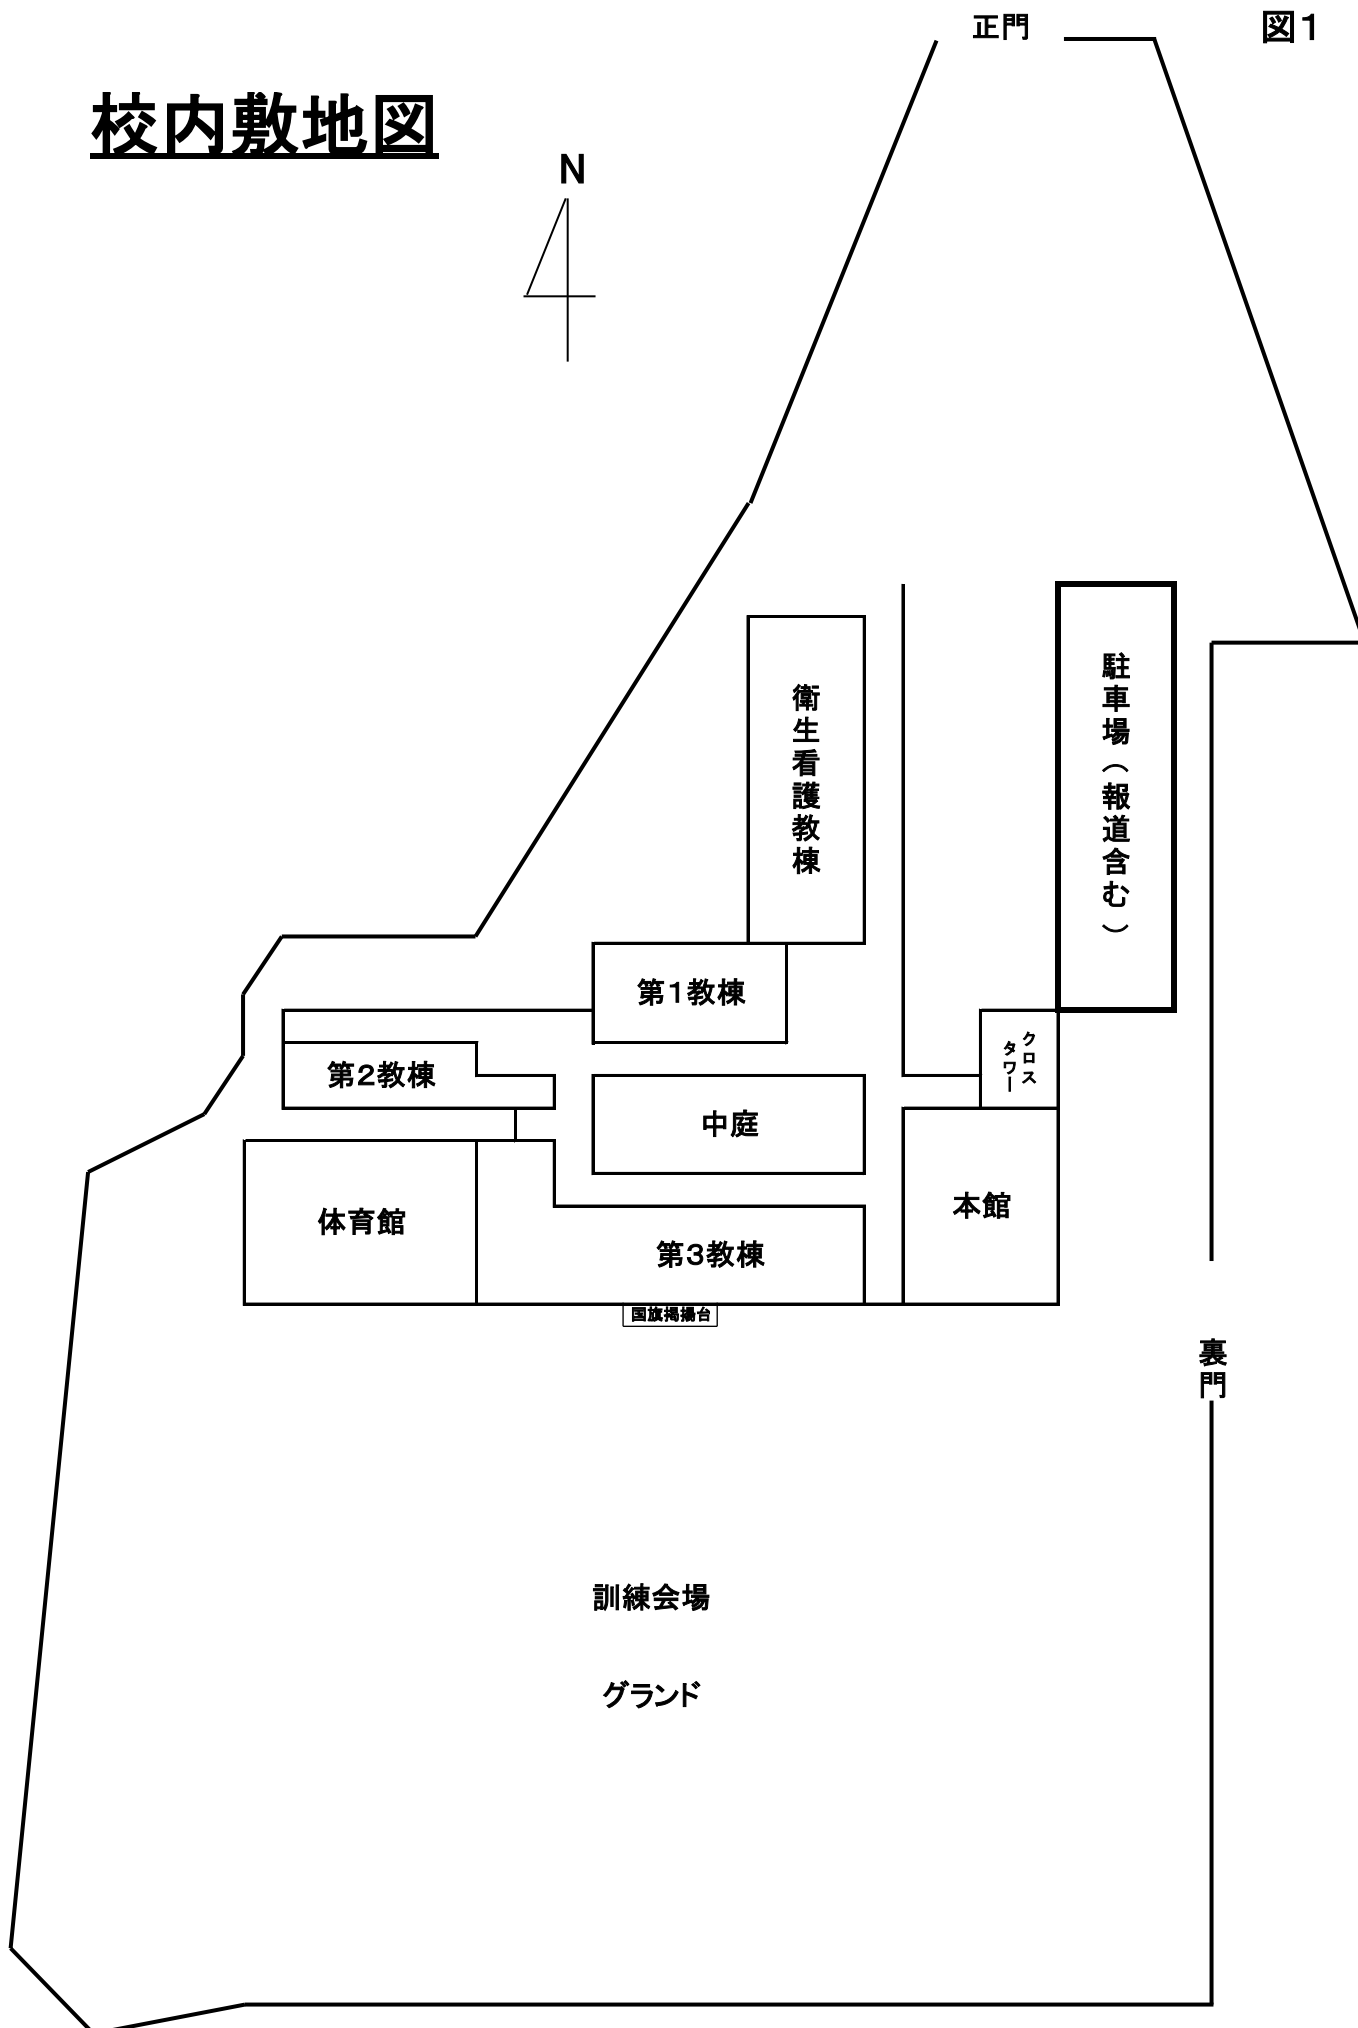 正門
図1
校内敷地図
N
駐車場（報道含む）
衛生看護教棟
第1教棟
クロス
タワー
第2教棟
中庭
本館
体育館
第3教棟
国旗掲揚台
裏門
訓練会場
グランド